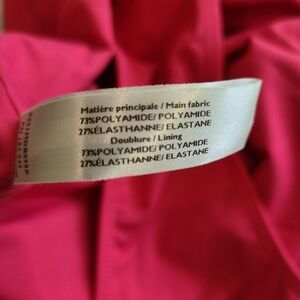 Matière principale / Main fabric
73%POLYAMIDE/ POLYAMIDE
27%ÉLASTHANNE/ ELASTANE
Doublure / Lining
73%POLYAMIDE/ POLYAMIDE
27%ÉLASTHANNE/ ELASTANE